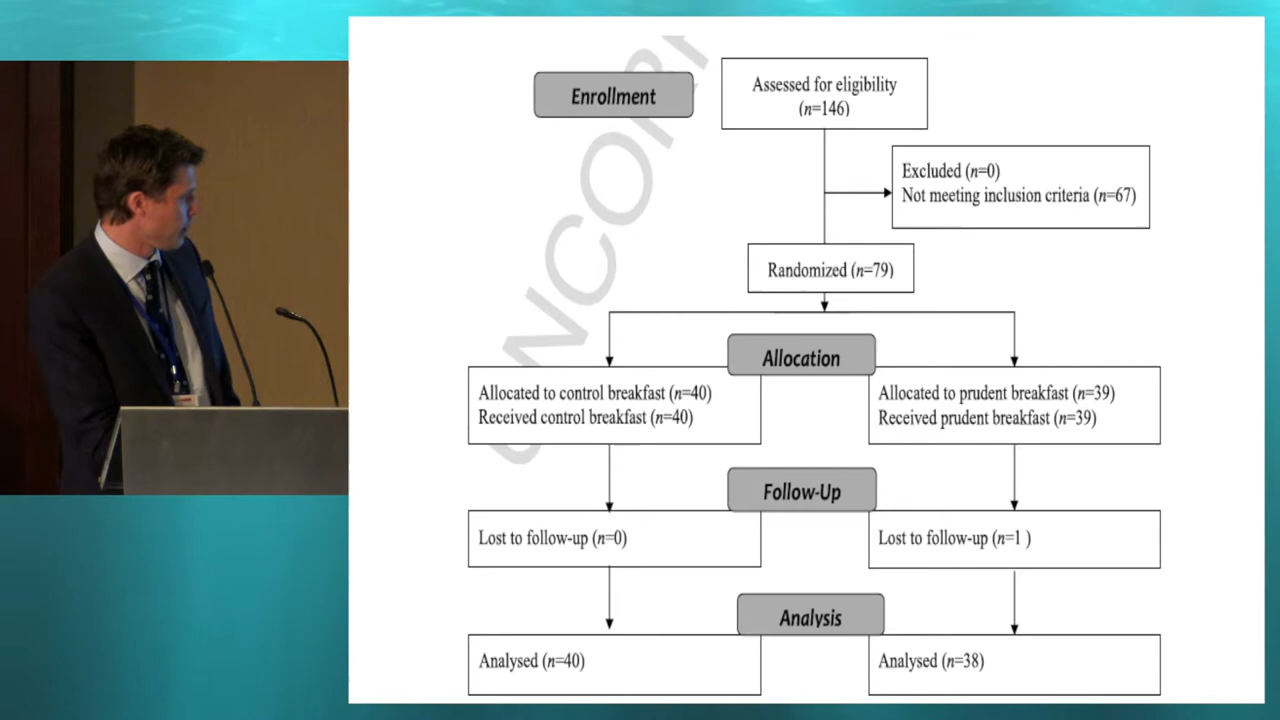 Enrollment
Assessed for eligibility
(n=146)
Excluded (n=0)
Not meeting inclusion criteria (n=67)
Randomized (n=79)
Allocation
Allocated to control breakfast (n=40)
Received control breakfast (n=40)
Allocated to prudent breakfast (n=39)
Received prudent breakfast (n=39)
Follow-Up
Lost to follow-up (n=0)
Lost to follow-up (n=1 )
Analysis
Analysed (n=40)
Analysed (n=38)